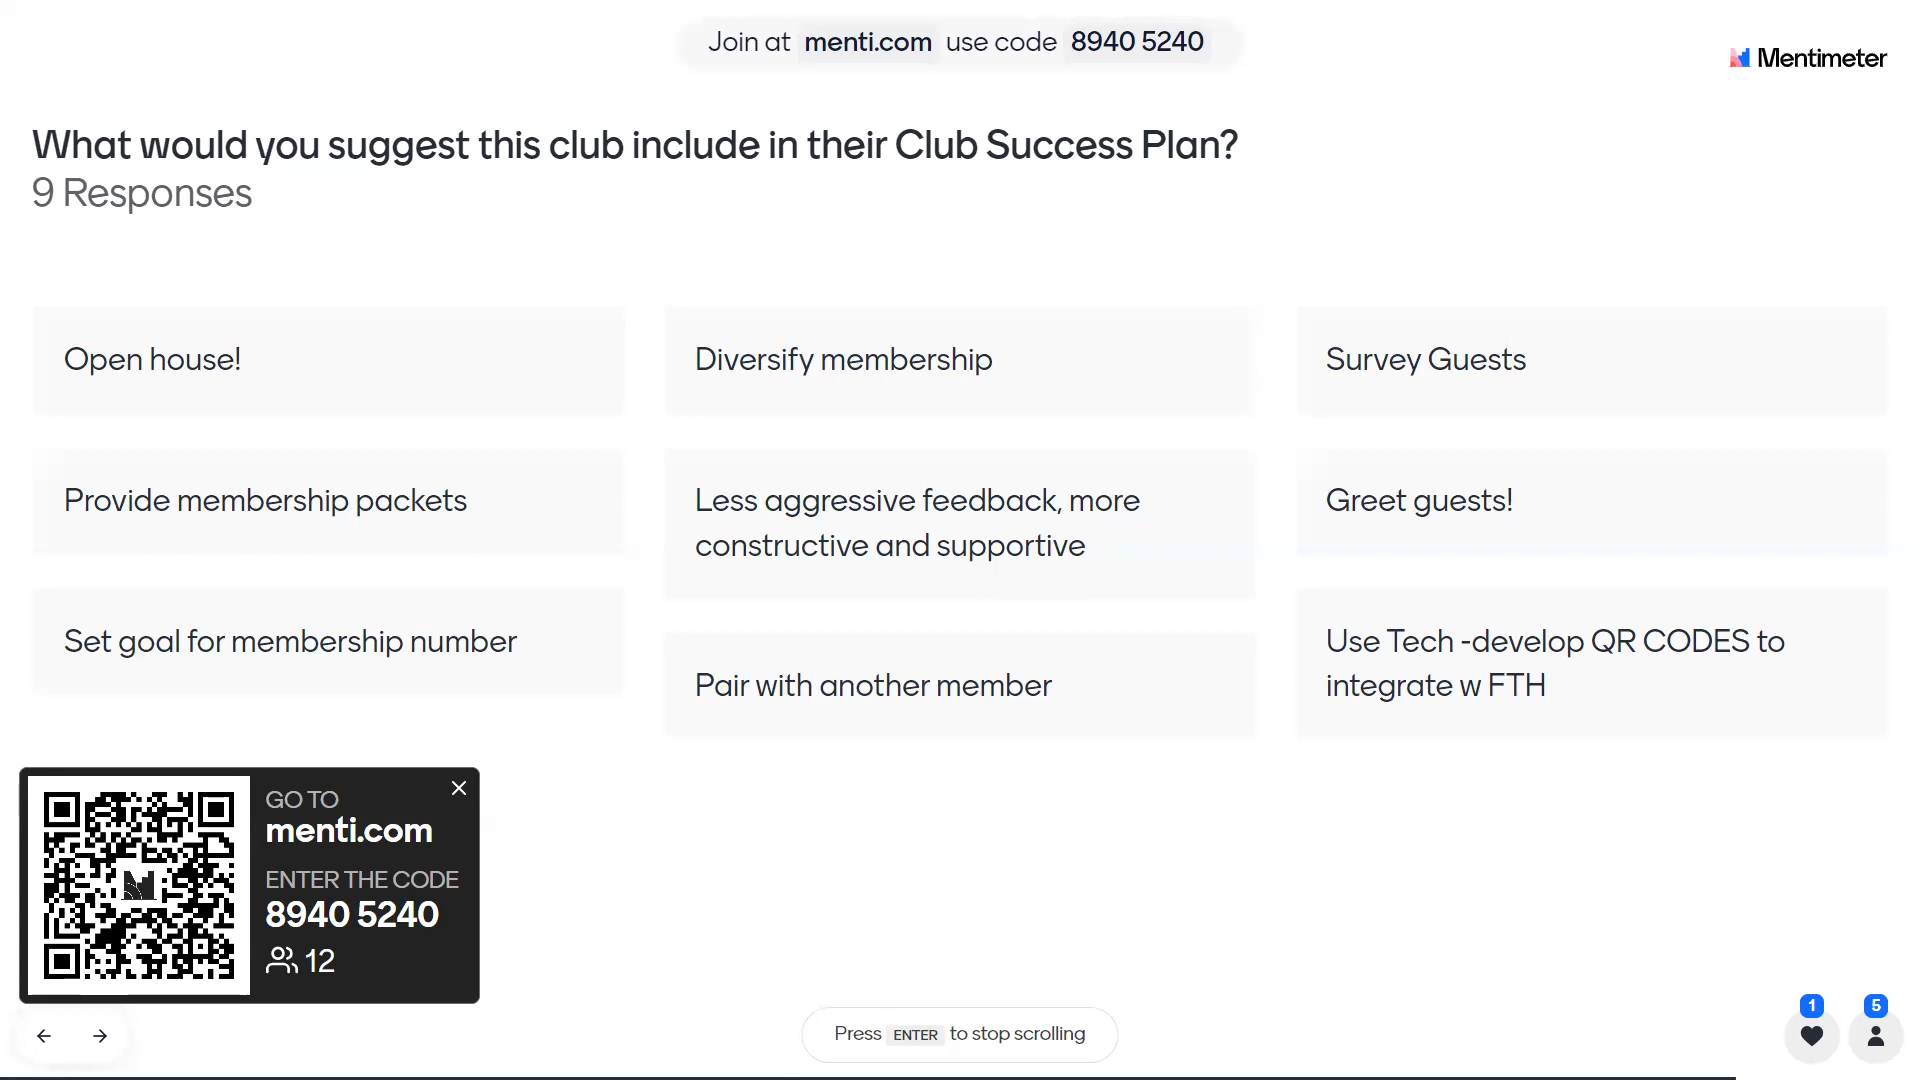 Join at menti.com use code 8940 5240
Mentimeter
What would you suggest this club include in their Club Success Plan?
9 Responses
Open house!
Diversify membership
Survey Guests
Provide membership packets
Less aggressive feedback, more
constructive and supportive
Greet guests!
Set goal for membership number
Pair with another member
Use Tech -develop QR CODES to
integrate w FTH
GO TO
menti.com
ENTER THE CODE
8940 5240
12
Press ENTER to stop scrolling
1
5